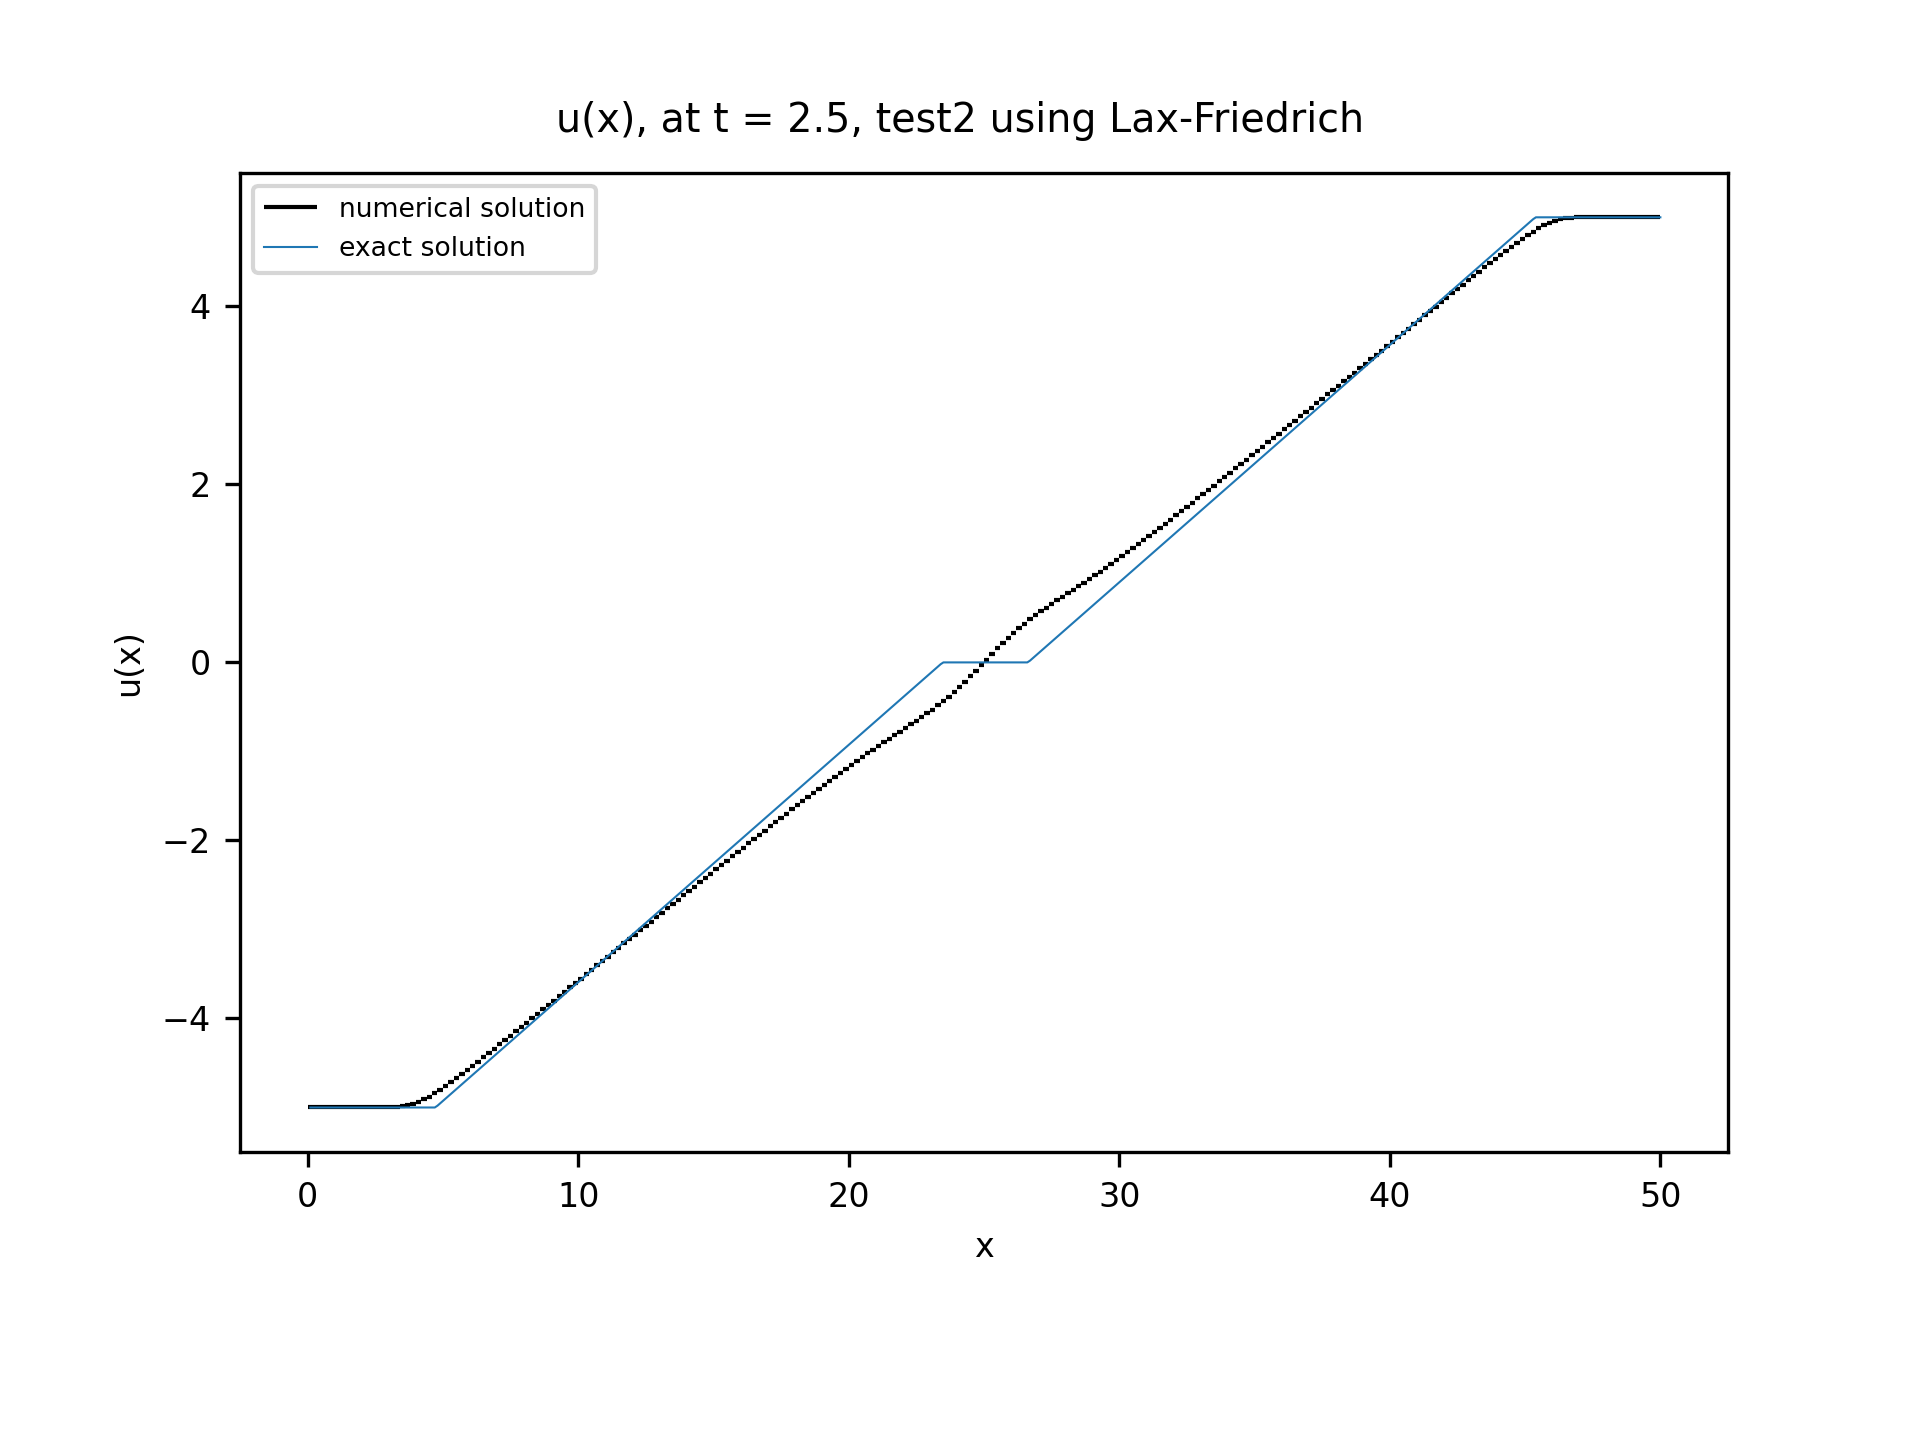 u(x), at t = 2.5, test2 using Lax-Friedrich
numerical solution
exact solution
4
2
0
−2
−4
u(x)
0 10 20 30 40 50
x